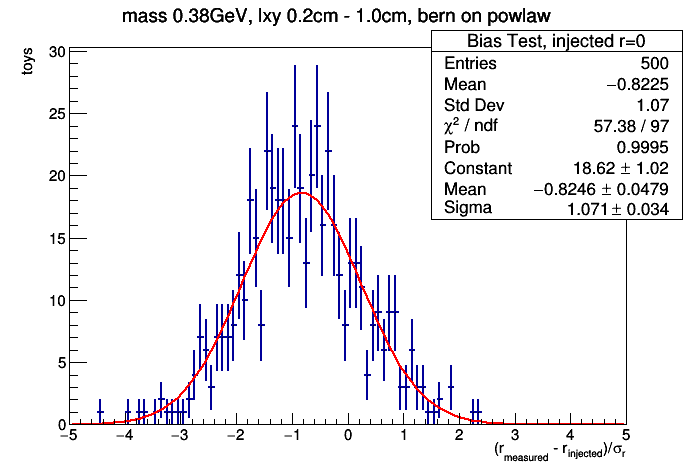 mass 0.38GeV, lxy 0.2cm - 1.0cm, bern on powlaw
Bias Test, injected r=0
Entries 500
Mean −0.8225
Std Dev 1.07
χ² / ndf 57.38 / 97
Prob 0.9995
Constant 18.62 ± 1.02
Mean −0.8246 ± 0.0479
Sigma 1.071 ± 0.034
toys
30
25
20
15
10
5
0
−5 −4 −3 −2 −1 0 1 2 3 4 5
(r_measured - r_injected)/σ_r